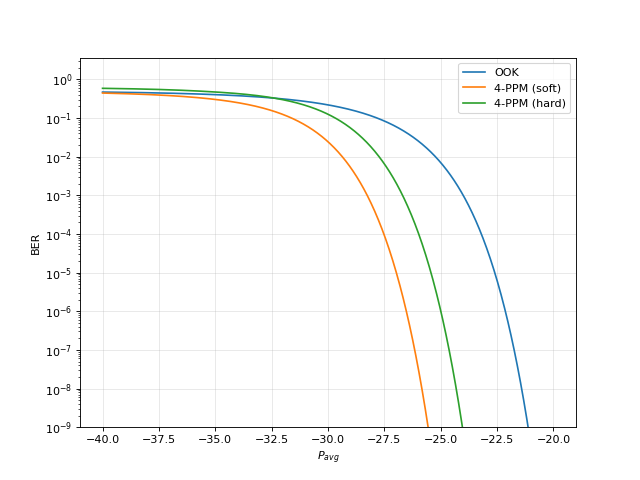 OOK
4-PPM (soft)
4-PPM (hard)
10⁰
10⁻¹
10⁻²
10⁻³
10⁻⁴
10⁻⁵
10⁻⁶
10⁻⁷
10⁻⁸
10⁻⁹
BER
−40.0 −37.5 −35.0 −32.5 −30.0 −27.5 −25.0 −22.5 −20.0
P_avg